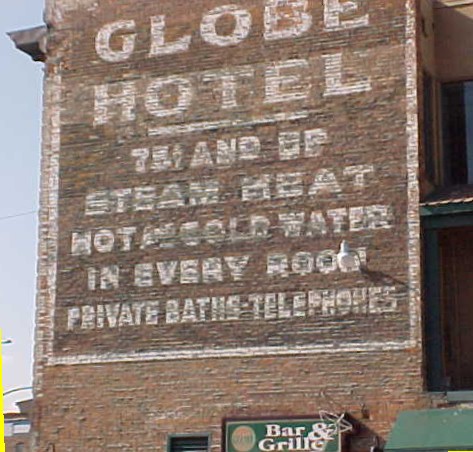 GLOBE
HOTEL
75¢ AND UP
STEAM HEAT
HOT AND COLD WATER
IN EVERY ROOM
PRIVATE BATHS-TELEPHONES
Bar &
Grille